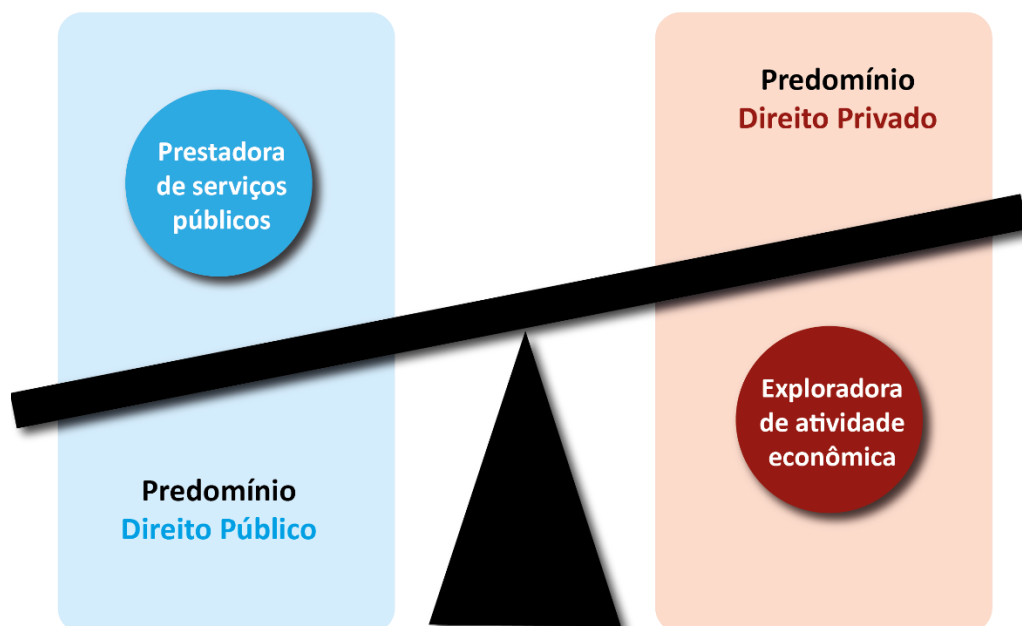 Prestadora
de serviços
públicos
Predomínio
Direito Público
Predomínio
Direito Privado
Exploradora
de atividade
econômica